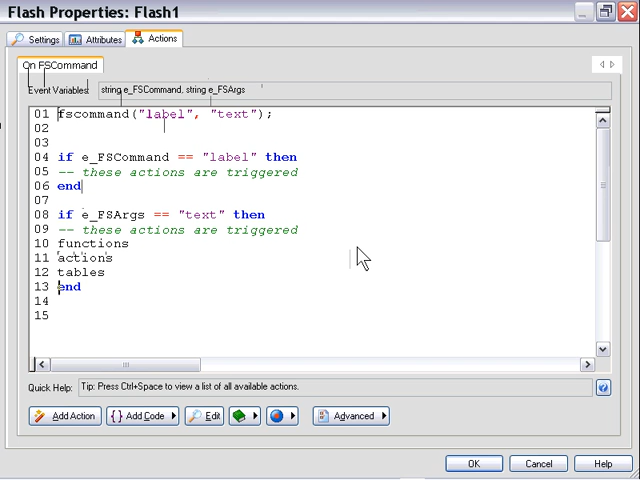 Flash Properties: Flash1
Settings
Attributes
Actions
On FSCommand
Event Variables: string e_FSCommand, string e_FSArgs
01 fscommand("label", "text");
02
03
04 if e_FSCommand == "label" then
05 -- these actions are triggered
06 end
07
08 if e_FSArgs == "text" then
09 -- these actions are triggered
10 functions
11 actions
12 tables
13 end
14
15
Quick Help: Tip: Press Ctrl+Space to view a list of all available actions.
Add Action
{ } Add Code
Edit
Advanced
OK
Cancel
Help